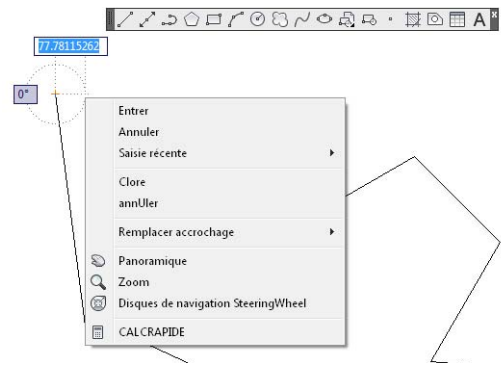 A
77.78115262
0°
Entrer
Annuler
Saisie récente
Clore
annUler
Remplacer accrochage
Panoramique
Zoom
Disques de navigation SteeringWheel
CALCRAPIDE